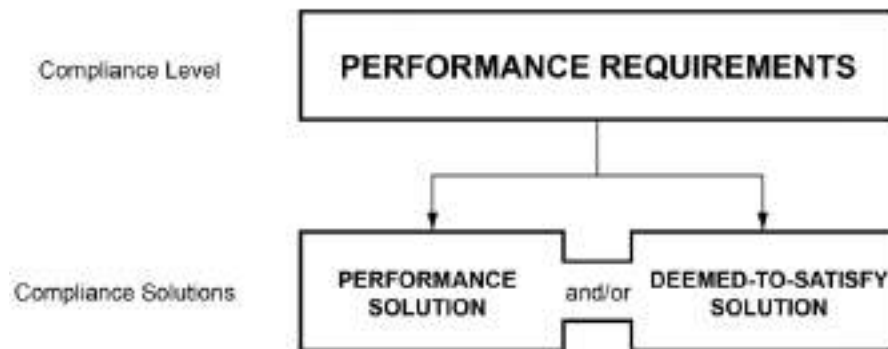 Compliance Level
PERFORMANCE REQUIREMENTS
Compliance Solutions
PERFORMANCE
SOLUTION
and/or
DEEMED-TO-SATISFY
SOLUTION